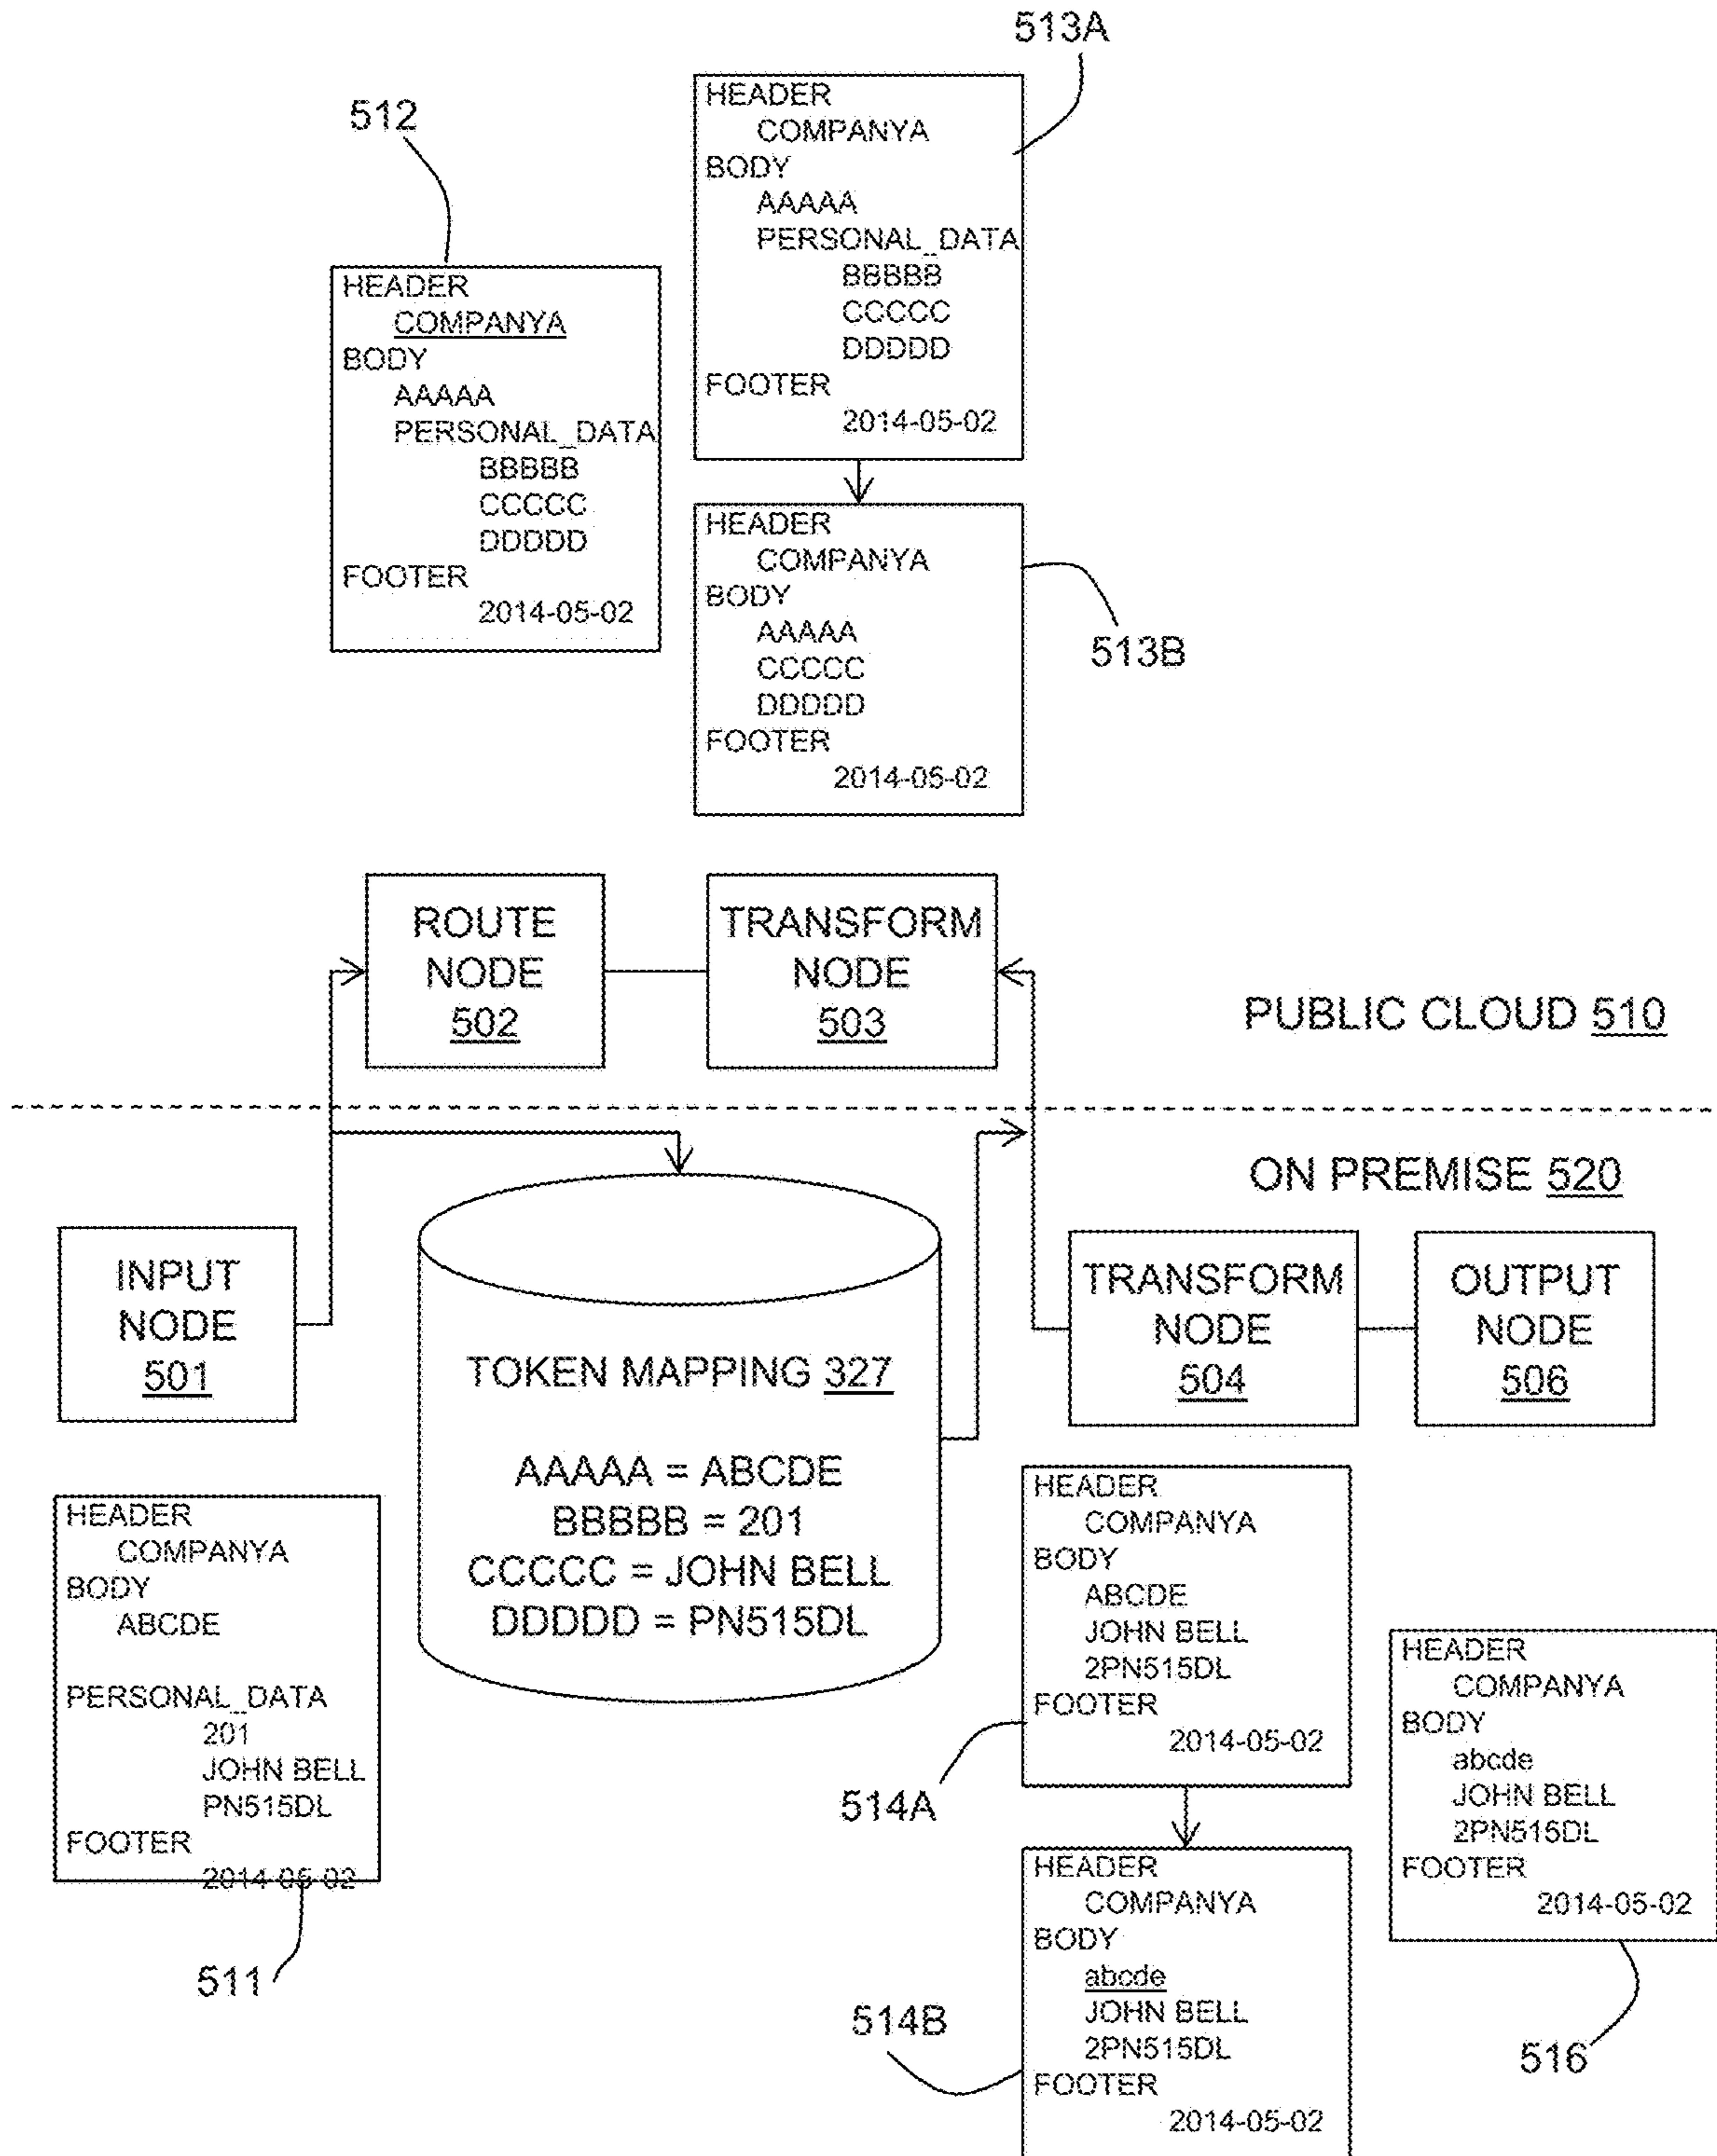 513A
512
HEADER
COMPANYA
BODY
AAAAA
PERSONAL_DATA
BBBBB
CCCCC
DDDDD
FOOTER
2014-05-02
HEADER
COMPANYA
BODY
AAAAA
PERSONAL_DATA
BBBBB
CCCCC
DDDDD
FOOTER
2014-05-02
HEADER
COMPANYA
BODY
AAAAA
CCCCC
DDDDD
FOOTER
2014-05-02
513B
ROUTE
NODE
502
TRANSFORM
NODE
503
PUBLIC CLOUD 510
ON PREMISE 520
INPUT
NODE
501
TOKEN MAPPING 327
AAAAA = ABCDE
BBBBB = 201
CCCCC = JOHN BELL
DDDDD = PN515DL
TRANSFORM
NODE
504
OUTPUT
NODE
506
HEADER
COMPANYA
BODY
ABCDE
PERSONAL_DATA
201
JOHN BELL
PN515DL
FOOTER
2014-05-02
511
HEADER
COMPANYA
BODY
ABCDE
JOHN BELL
2PN515DL
FOOTER
2014-05-02
514A
HEADER
COMPANYA
BODY
abcde
JOHN BELL
2PN515DL
FOOTER
2014-05-02
514B
HEADER
COMPANYA
BODY
abcde
JOHN BELL
2PN515DL
FOOTER
2014-05-02
516